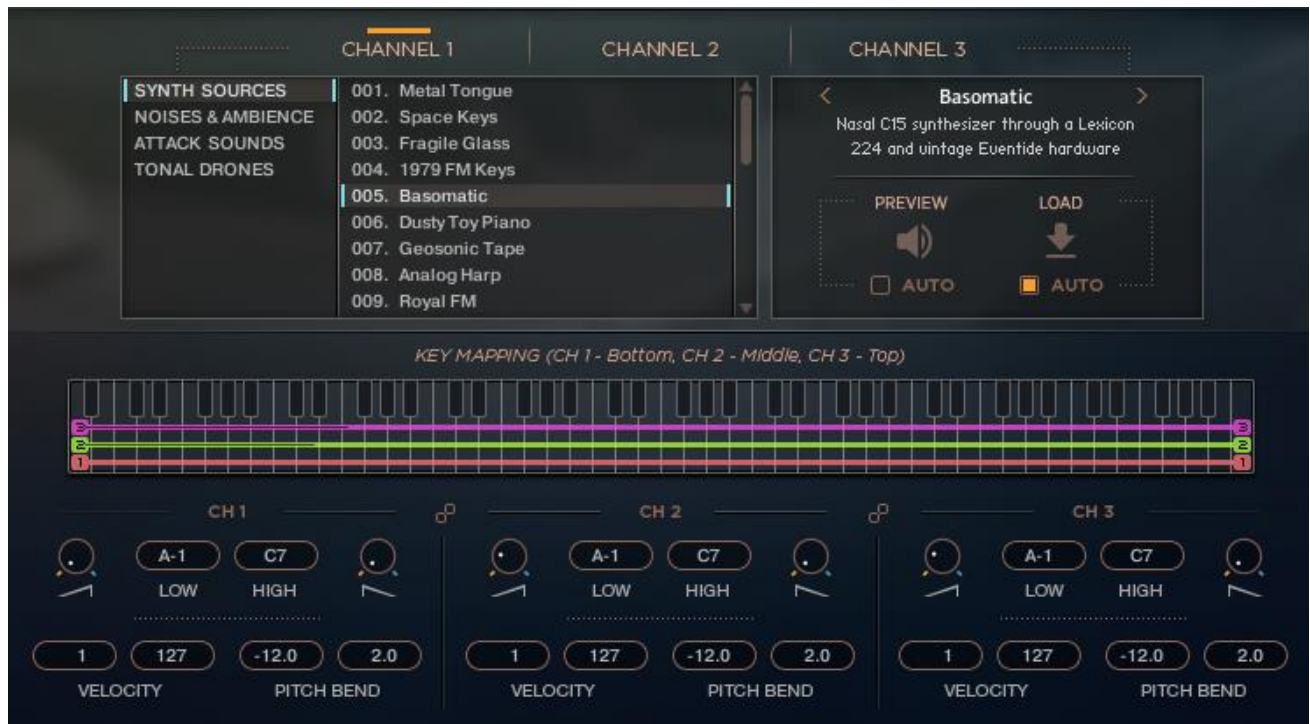 CHANNEL 1 CHANNEL 2 CHANNEL 3
SYNTH SOURCES
NOISES & AMBIENCE
ATTACK SOUNDS
TONAL DRONES
001. Metal Tongue
002. Space Keys
003. Fragile Glass
004. 1979 FM Keys
005. Basomatic
006. Dusty Toy Piano
007. Geosonic Tape
008. Analog Harp
009. Royal FM
< Basomatic >
Nasal C15 synthesizer through a Lexicon
224 and vintage Eventide hardware
PREVIEW LOAD
AUTO AUTO
KEY MAPPING (CH 1 - Bottom, CH 2 - Middle, CH 3 - Top)
3 3
2 2
1 1
CH 1 CH 2 CH 3
A-1 C7 A-1 C7 A-1 C7
LOW HIGH LOW HIGH LOW HIGH
1 127 -12.0 2.0 1 127 -12.0 2.0 1 127 -12.0 2.0
VELOCITY PITCH BEND VELOCITY PITCH BEND VELOCITY PITCH BEND